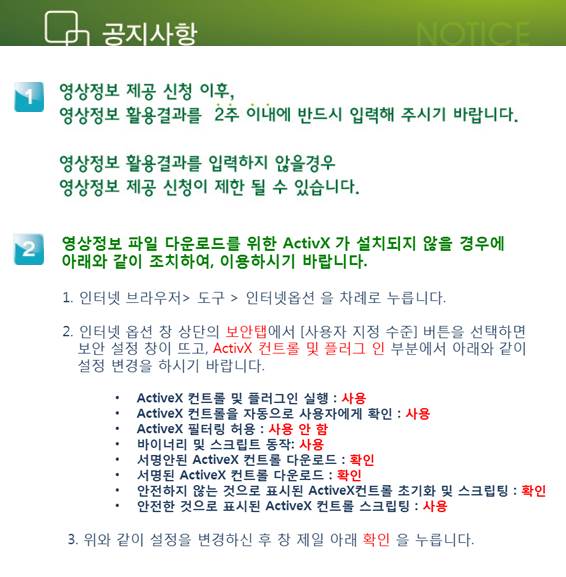 공지사항
NOTICE
1
영상정보 제공 신청 이후,
영상정보 활용결과를 2주 이내에 반드시 입력해 주시기 바랍니다.
영상정보 활용결과를 입력하지 않을경우
영상정보 제공 신청이 제한 될 수 있습니다.
2
영상정보 파일 다운로드를 위한 ActivX 가 설치되지 않을 경우에
아래와 같이 조치하여, 이용하시기 바랍니다.
1. 인터넷 브라우저> 도구 > 인터넷옵션 을 차례로 누릅니다.
2. 인터넷 옵션 창 상단의 보안탭에서 [사용자 지정 수준] 버튼을 선택하면
보안 설정 창이 뜨고, ActivX 컨트롤 및 플러그 인 부분에서 아래와 같이
설정 변경을 하시기 바랍니다.
• ActiveX 컨트롤 및 플러그인 실행 : 사용
• ActiveX 컨트롤을 자동으로 사용자에게 확인 : 사용
• ActiveX 필터링 허용 : 사용 안 함
• 바이너리 및 스크립트 동작: 사용
• 서명안된 ActiveX 컨트롤 다운로드 : 확인
• 서명된 ActiveX 컨트롤 다운로드 : 확인
• 안전하지 않는 것으로 표시된 ActiveX컨트롤 초기화 및 스크립팅 : 확인
• 안전한 것으로 표시된 ActiveX 컨트롤 스크립팅 : 사용
3. 위와 같이 설정을 변경하신 후 창 제일 아래 확인 을 누릅니다.